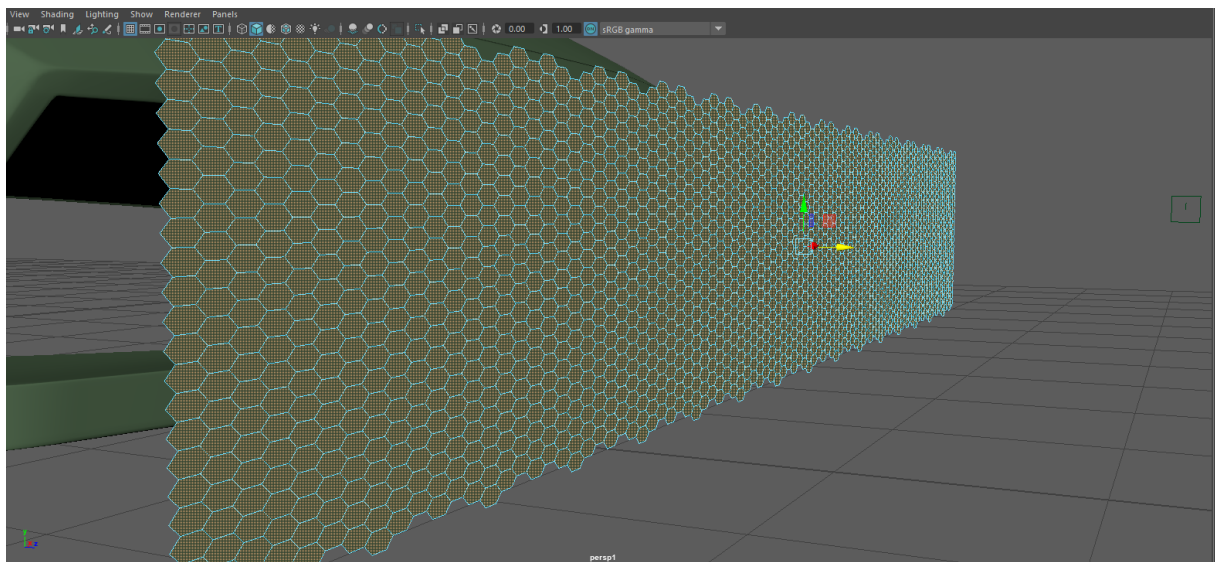 View Shading Lighting Show Renderer Panels
0.00 1.00 sRGB gamma
y
z
persp1